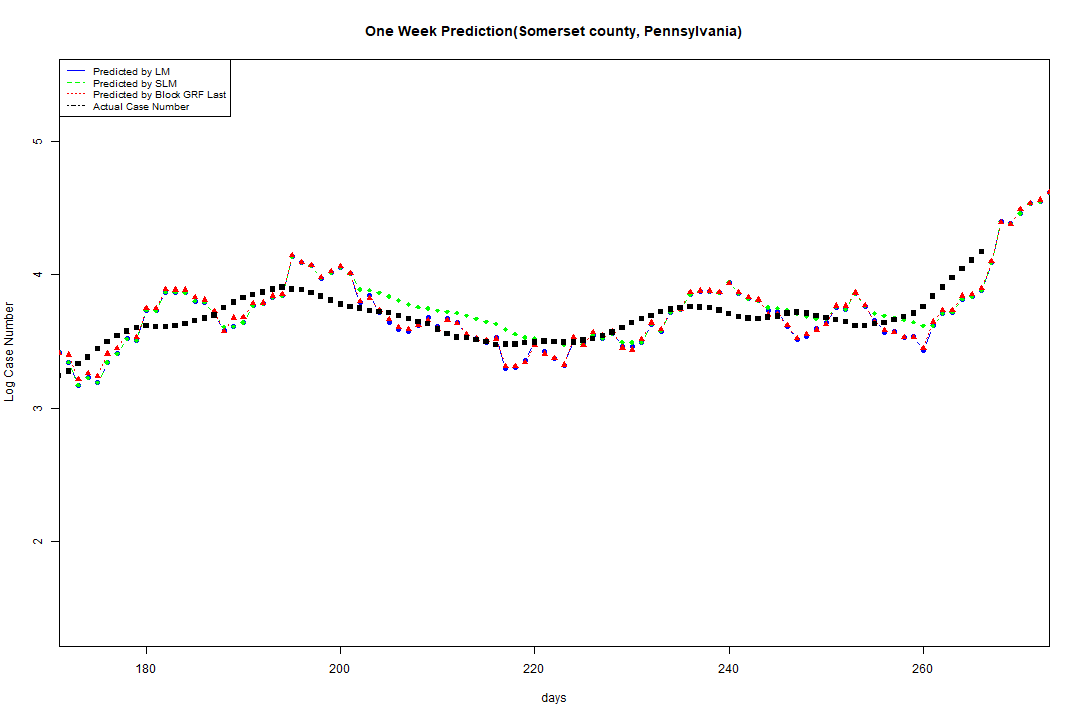 One Week Prediction(Somerset county, Pennsylvania)
Predicted by LM
Predicted by SLM
Predicted by Block GRF Last
Actual Case Number
5
4
3
2
Log Case Number
180 200 220 240 260
days